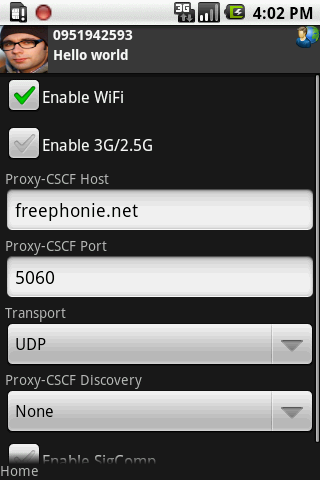 3G
4:02 PM
0951942593
Hello world
Enable WiFi
Enable 3G/2.5G
Proxy-CSCF Host
freephonie.net
Proxy-CSCF Port
5060
Transport
UDP
Proxy-CSCF Discovery
None
Enable SigComp
Home